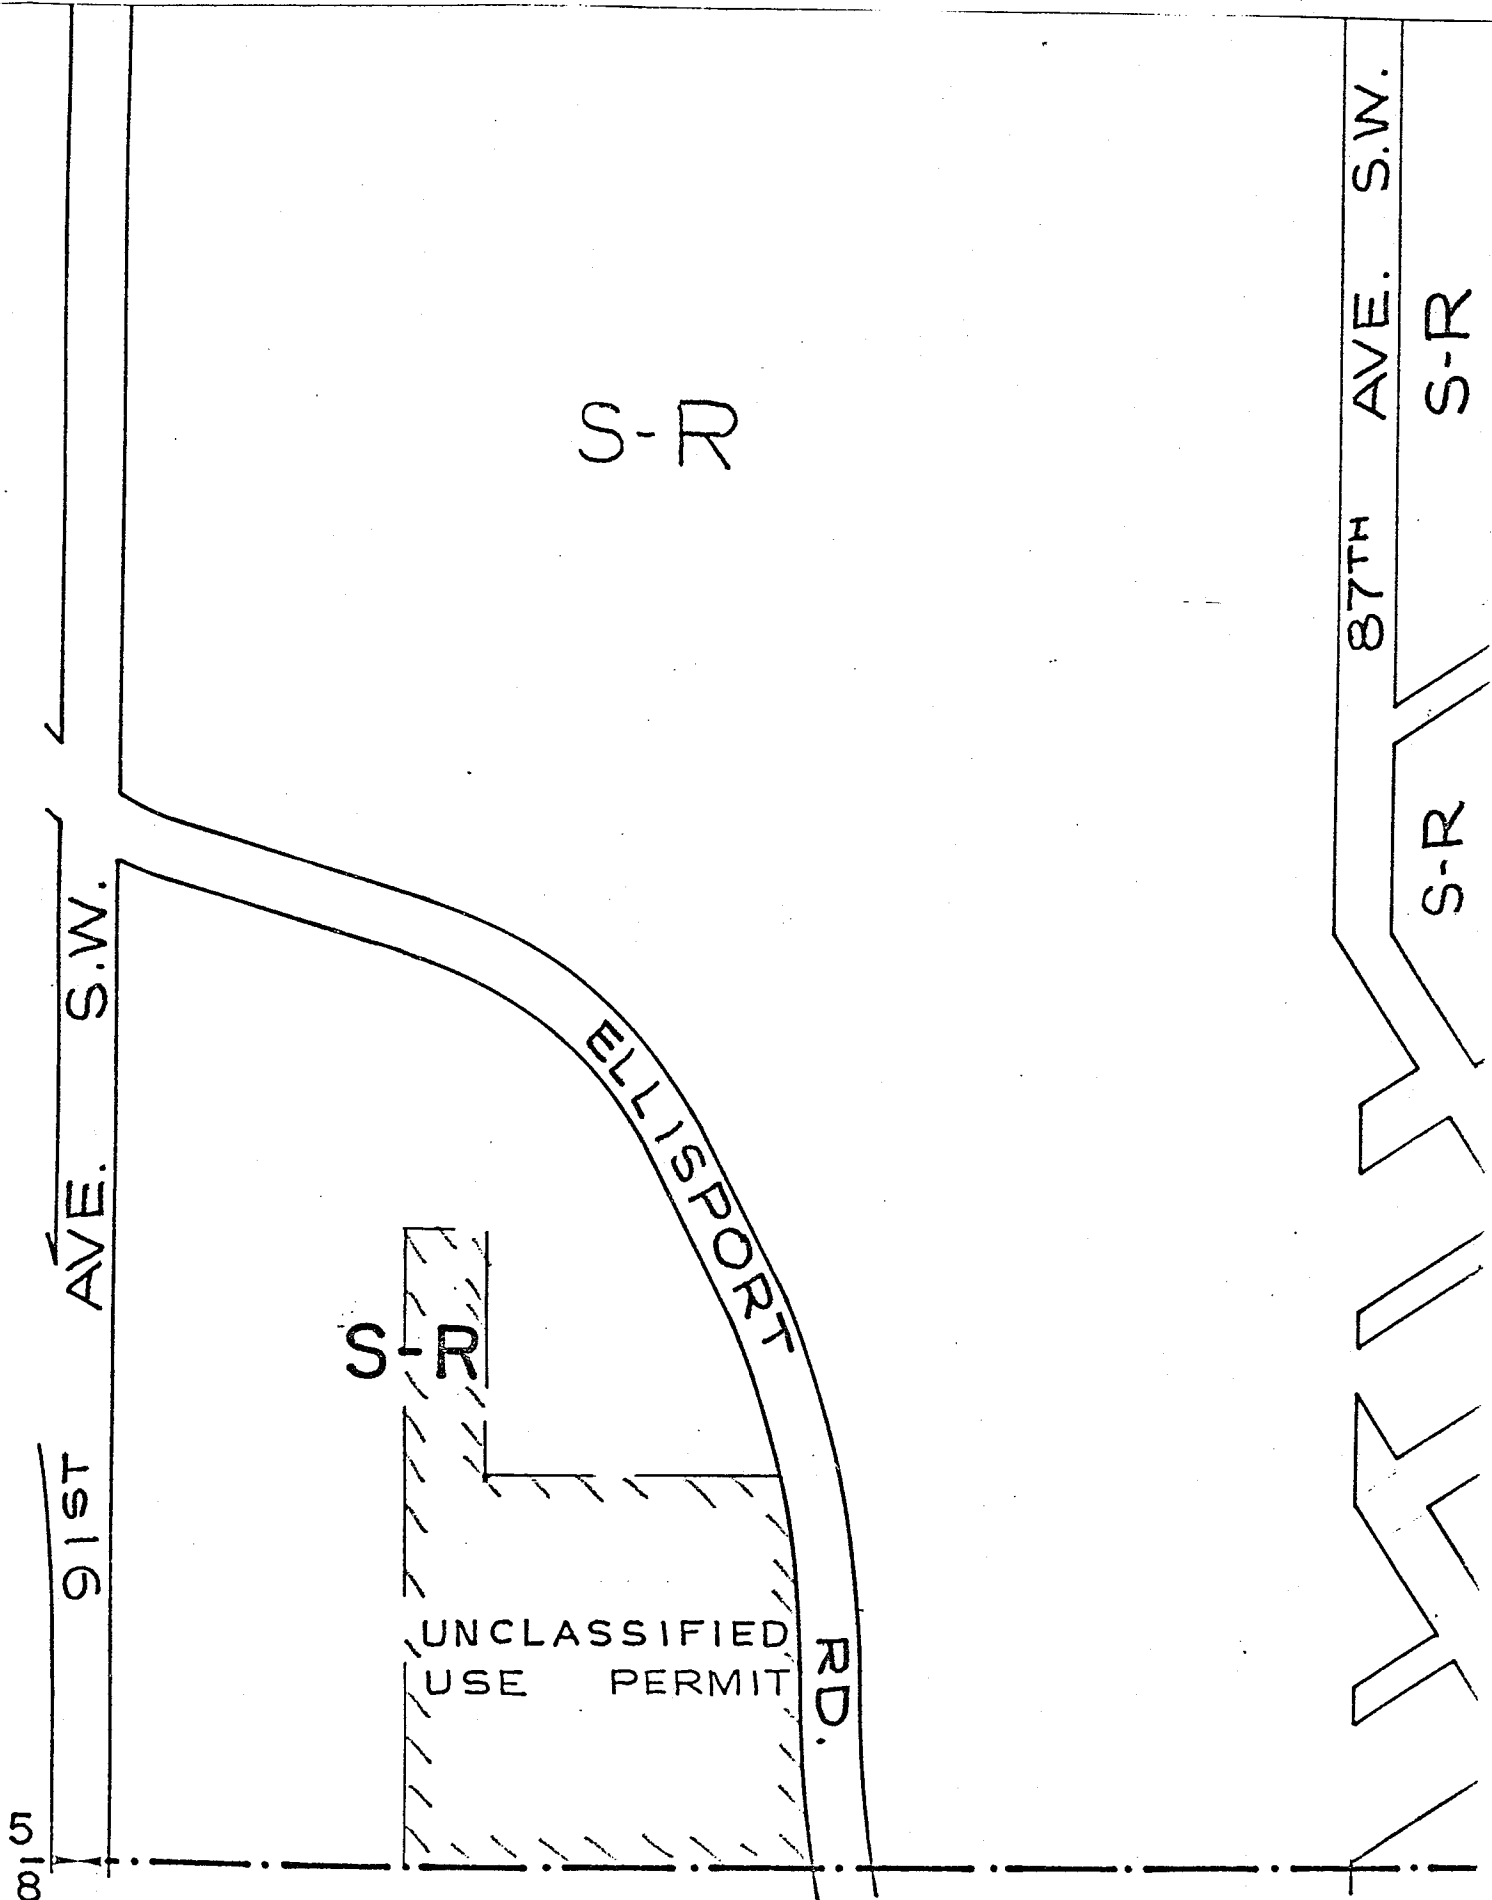 87TH AVE. S.W.
S-R
S-R
S-R
91ST AVE. S.W.
ELLISPORT RD.
S-R
UNCLASSIFIED
USE PERMIT
5
8